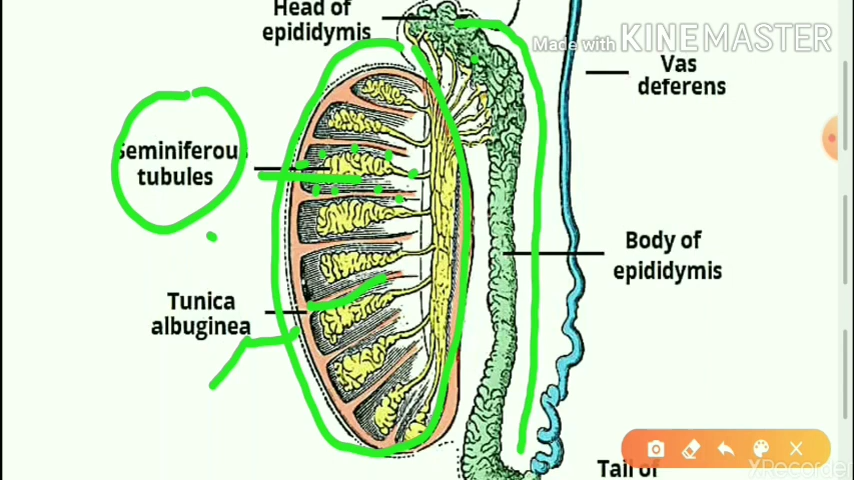 Head of
epididymis
Made with KINEMASTER
Vas
deferens
Seminiferous
tubules
Body of
epididymis
Tunica
albuginea
Tail of
XRecorder